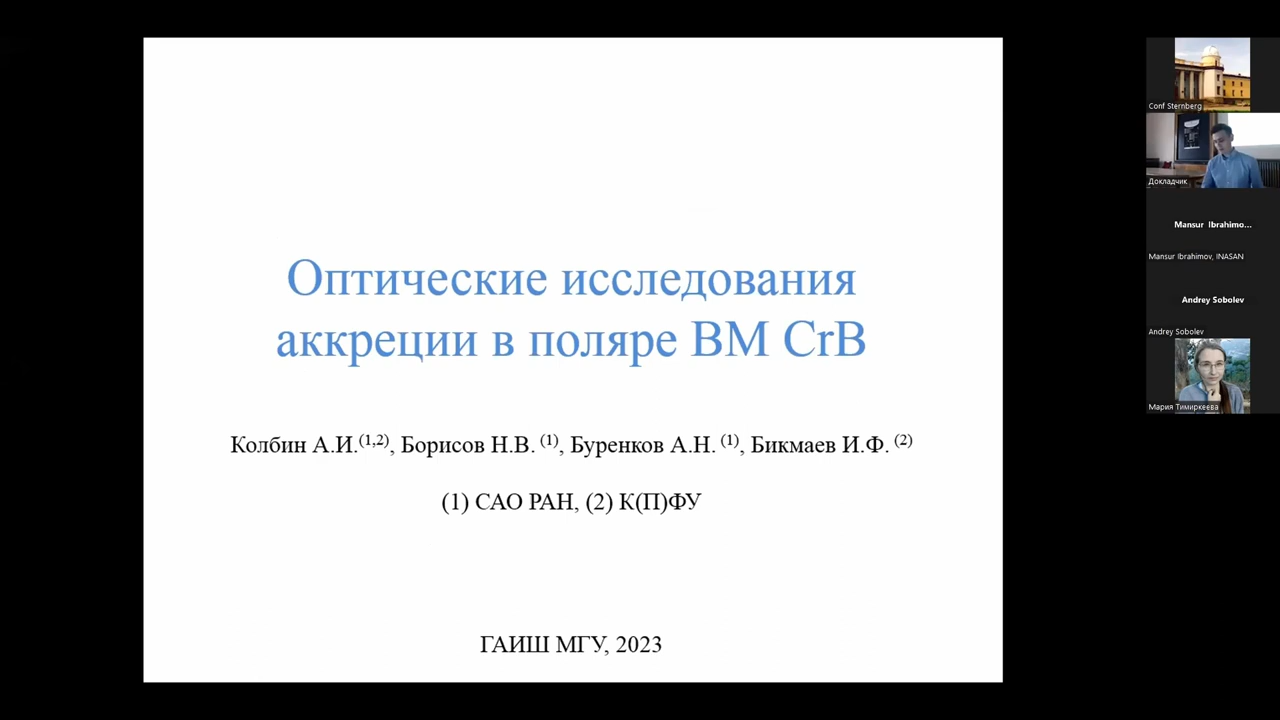 Оптические исследования
аккреции в поляре BM CrB
Колбин А.И.(1,2), Борисов Н.В. (1), Буренков А.Н. (1), Бикмаев И.Ф. (2)
(1) САО РАН, (2) К(П)ФУ
ГАИШ МГУ, 2023
Conf Sternberg
Докладчик
Mansur Ibrahimo...
Mansur Ibrahimov, INASAN
Andrey Sobolev
Andrey Sobolev
Мария Тимиркеева